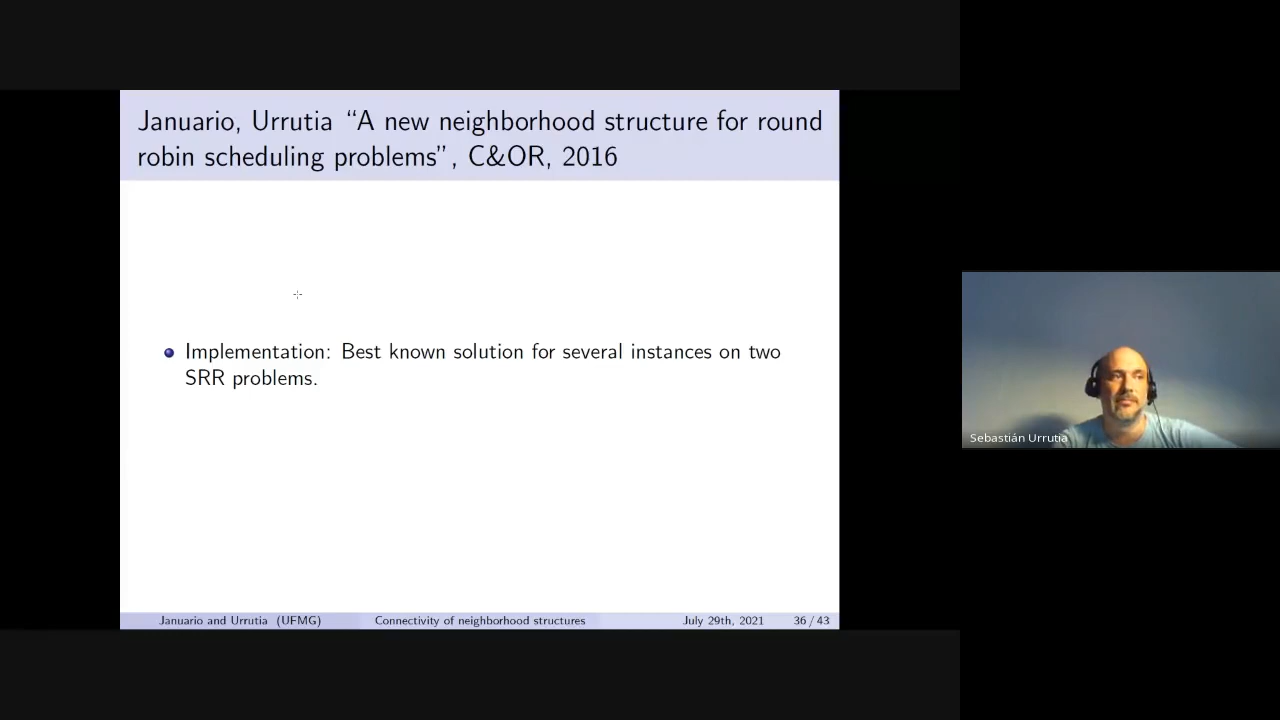 Januario, Urrutia “A new neighborhood structure for round
robin scheduling problems”, C&OR, 2016
Implementation: Best known solution for several instances on two
SRR problems.
Sebastián Urrutia
Januario and Urrutia (UFMG) Connectivity of neighborhood structures July 29th, 2021 36 / 43